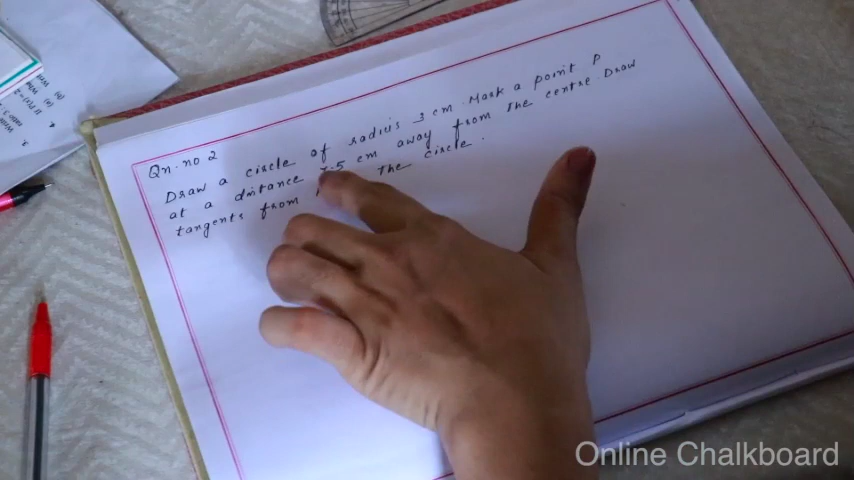 Qn. no 2
Draw a circle of radius 3 cm. Mark a point P
at a distance 7.5 cm away from the centre. Draw
tangents from the circle.
Online Chalkboard